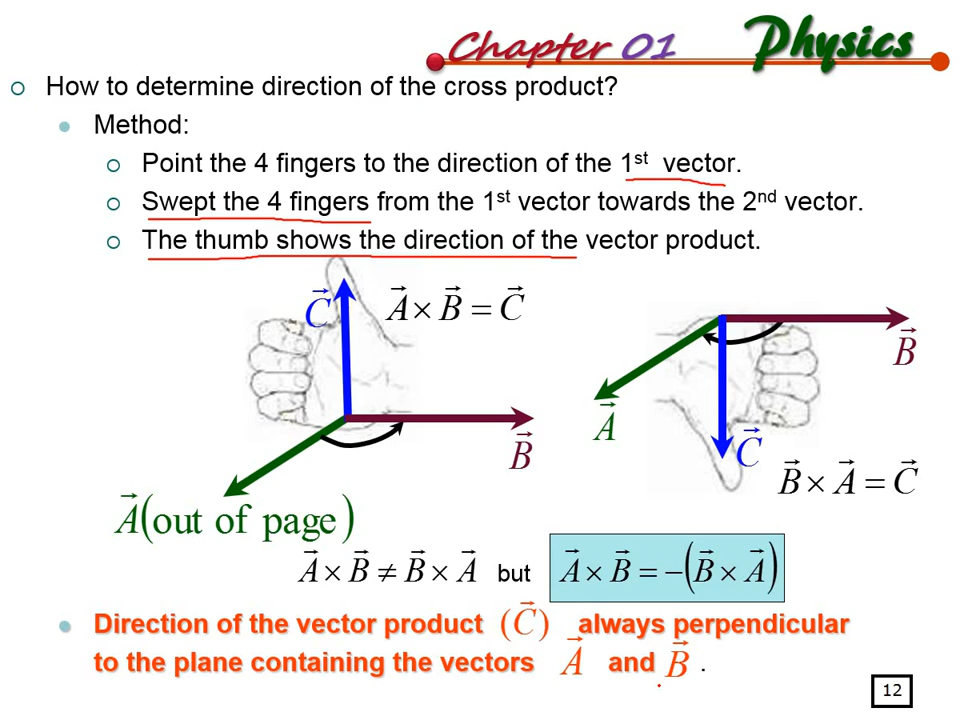 Chapter 01 Physics
How to determine direction of the cross product?
Method:
Point the 4 fingers to the direction of the 1st vector.
Swept the 4 fingers from the 1st vector towards the 2nd vector.
The thumb shows the direction of the vector product.
C⃗
A⃗ × B⃗ = C⃗
B⃗
A⃗ (out of page)
B⃗
A⃗
C⃗
B⃗ × A⃗ = C⃗
A⃗ × B⃗ ≠ B⃗ × A⃗ but A⃗ × B⃗ = −(B⃗ × A⃗)
Direction of the vector product (C⃗) always perpendicular
to the plane containing the vectors A⃗ and B⃗ .
12